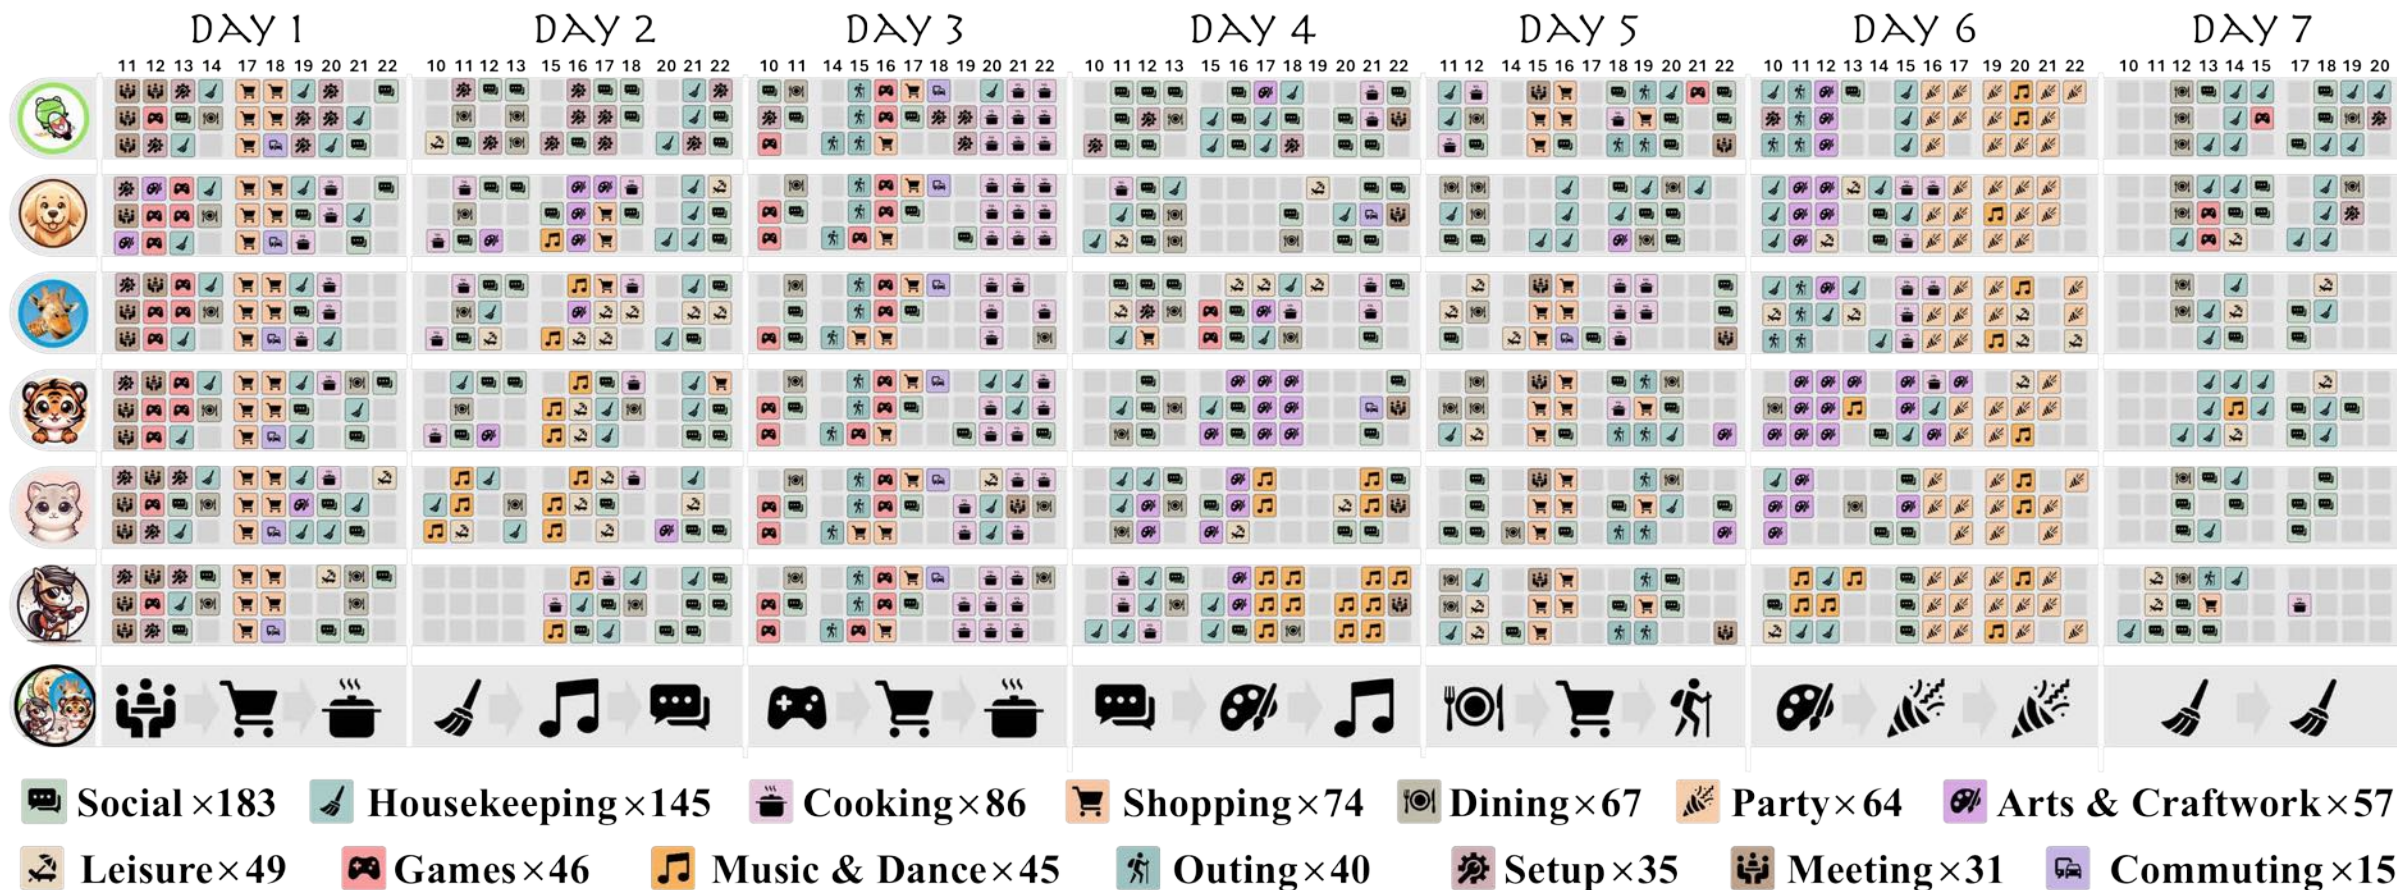 DAY 1 DAY 2 DAY 3 DAY 4 DAY 5 DAY 6 DAY 7
11 12 13 14 17 18 19 20 21 22 10 11 12 13 15 16 17 18 20 21 22 10 11 14 15 16 17 18 19 20 21 22 10 11 12 13 15 16 17 18 19 20 21 22 11 12 14 15 16 17 18 19 20 21 22 10 11 12 13 14 15 16 17 19 20 21 22 10 11 12 13 14 15 17 18 19 20
Social×183 Housekeeping×145 Cooking×86 Shopping×74 Dining×67 Party×64 Arts & Craftwork×57
Leisure×49 Games×46 Music & Dance×45 Outing×40 Setup×35 Meeting×31 Commuting×15